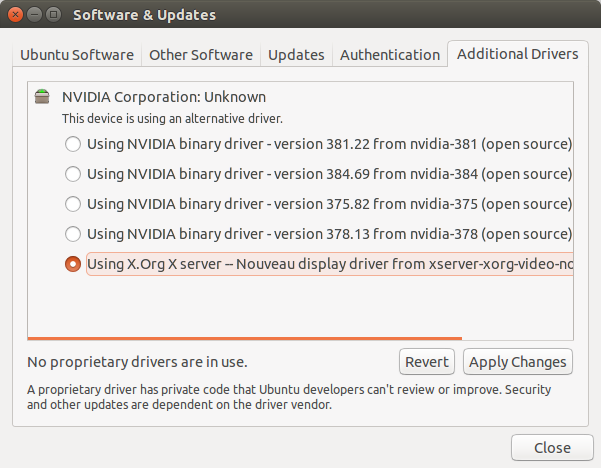 Software & Updates
Ubuntu Software
Other Software
Updates
Authentication
Additional Drivers
NVIDIA Corporation: Unknown
This device is using an alternative driver.
Using NVIDIA binary driver - version 381.22 from nvidia-381 (open source)
Using NVIDIA binary driver - version 384.69 from nvidia-384 (open source)
Using NVIDIA binary driver - version 375.82 from nvidia-375 (open source)
Using NVIDIA binary driver - version 378.13 from nvidia-378 (open source)
Using X.Org X server -- Nouveau display driver from xserver-xorg-video-no
No proprietary drivers are in use.
Revert
Apply Changes
A proprietary driver has private code that Ubuntu developers can't review or improve. Security
and other updates are dependent on the driver vendor.
Close